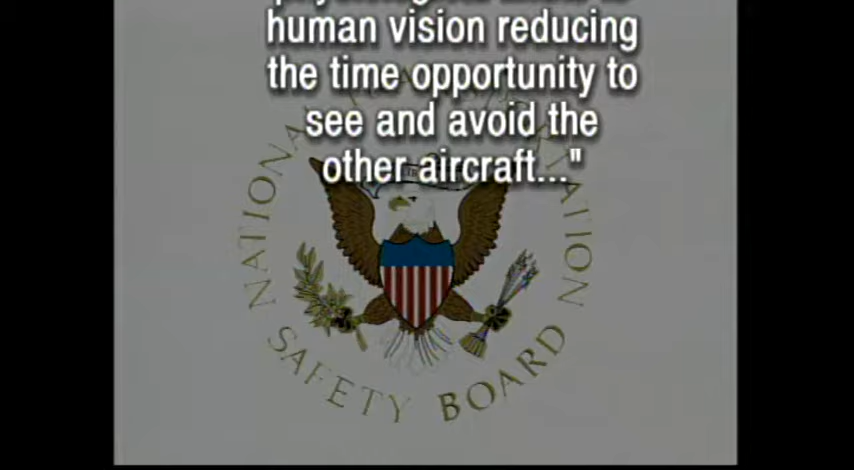 human vision reducing
the time opportunity to
see and avoid the
other aircraft..."
NATIONAL
SAFETY BOARD